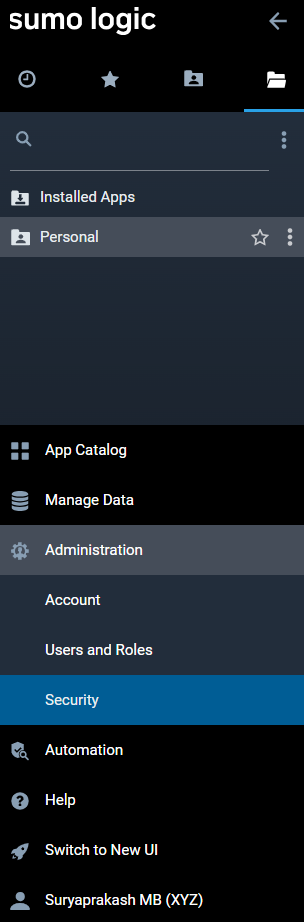 sumo logic
Installed Apps
Personal
App Catalog
Manage Data
Administration
Account
Users and Roles
Security
Automation
Help
Switch to New UI
Suryaprakash MB (XYZ)